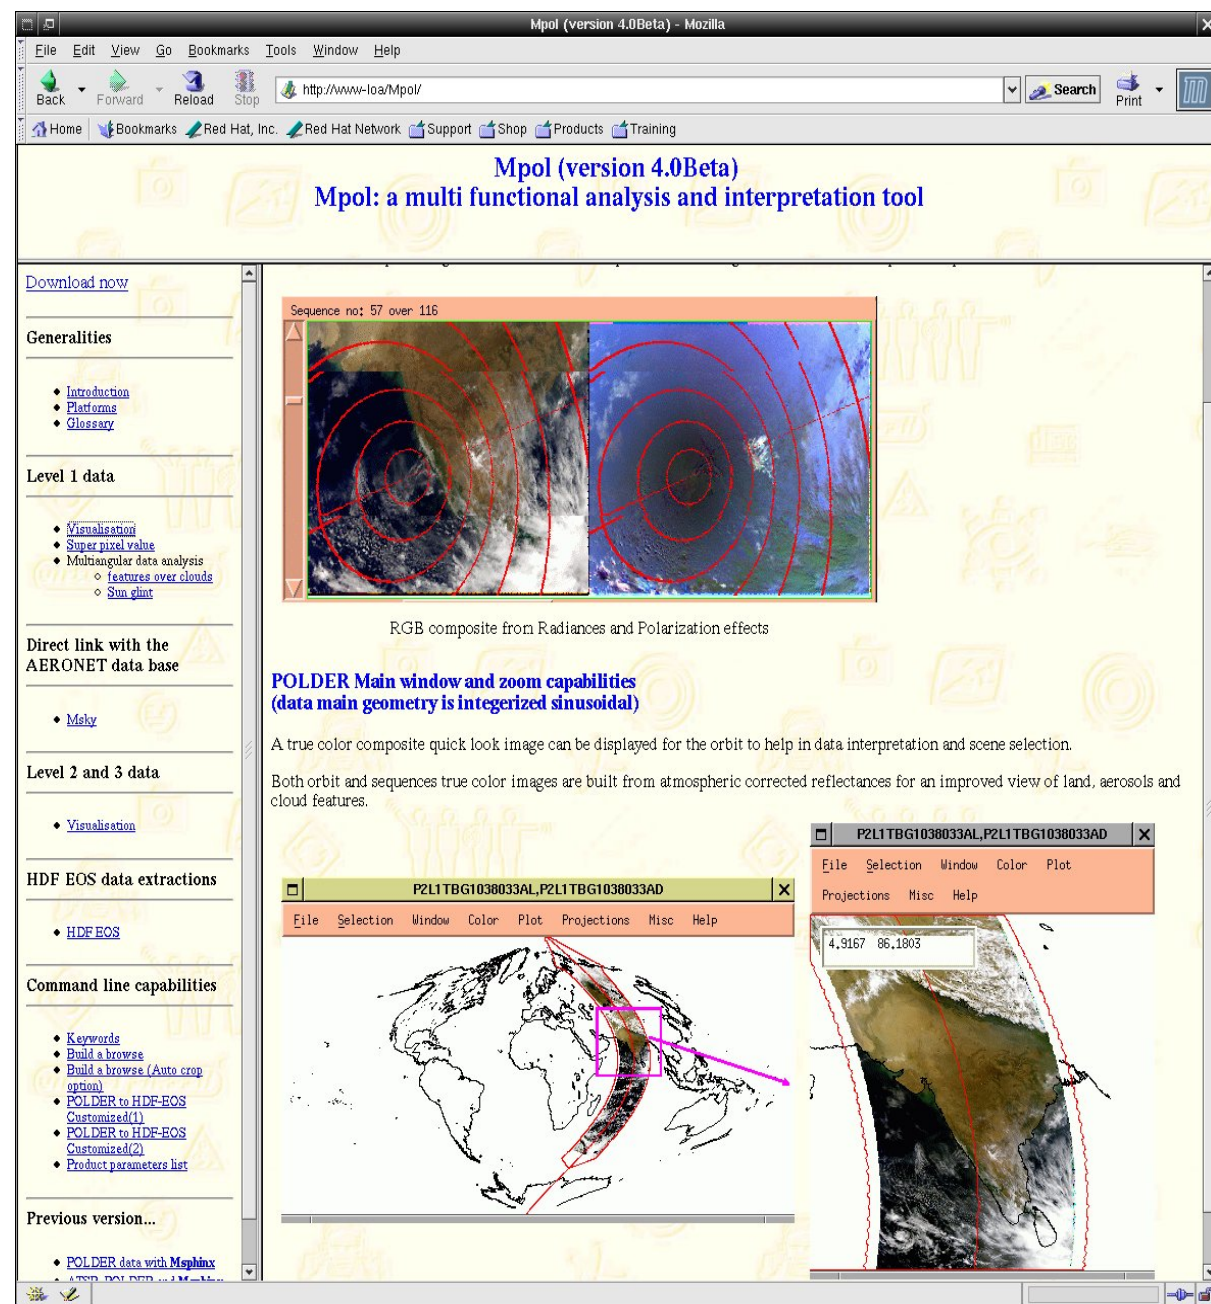 Mpol (version 4.0Beta) - Mozilla
File Edit View Go Bookmarks Tools Window Help
Back Forward Reload Stop http://www-loa/Mpol/ Search Print
Home Bookmarks Red Hat, Inc. Red Hat Network Support Shop Products Training
Mpol (version 4.0Beta)
Mpol: a multi functional analysis and interpretation tool
Download now
Generalities
Introduction
Platforms
Glossary
Level 1 data
Visualisation
Super pixel value
Multiangular data analysis
features over clouds
Sun glint
Direct link with the
AERONET data base
Msky
Level 2 and 3 data
Visualisation
HDF EOS data extractions
HDF EOS
Command line capabilities
Keywords
Build a browse
Build a browse (Auto crop
option)
POLDER to HDF-EOS
Customized(1)
POLDER to HDF-EOS
Customized(2)
Product parameters list
Previous version...
POLDER data with Msphinx
Sequence no: 57 over 116
RGB composite from Radiances and Polarization effects
POLDER Main window and zoom capabilities
(data main geometry is integerized sinusoidal)
A true color composite quick look image can be displayed for the orbit to help in data interpretation and scene selection.
Both orbit and sequences true color images are built from atmospheric corrected reflectances for an improved view of land, aerosols and
cloud features.
P2L1TBG1038033AL,P2L1TBG1038033AD
File Selection Window Color Plot Projections Misc Help
P2L1TBG1038033AL,P2L1TBG1038033AD
File Selection Window Color Plot
Projections Misc Help
4.9167 86.1803